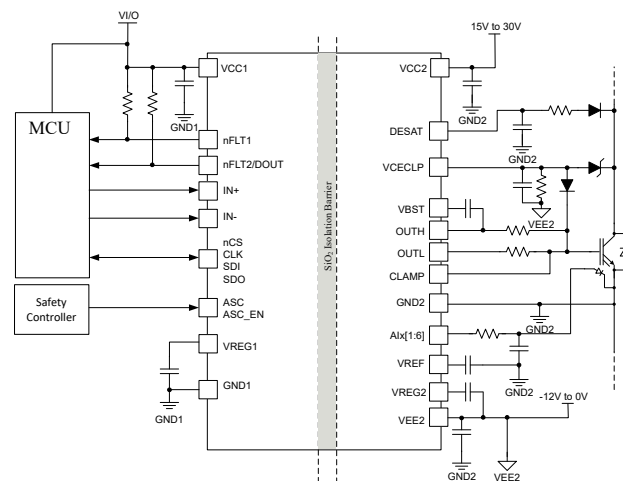 VI/O
MCU
Safety
Controller
VCC1
GND1
nFLT1
nFLT2/DOUT
IN+
IN-
nCS
CLK
SDI
SDO
ASC
ASC_EN
VREG1
GND1
GND1
SiO2 Isolation Barrier
15V to 30V
VCC2
GND2
DESAT
GND2
VCECLP
VEE2
VBST
OUTH
OUTL
CLAMP
GND2
GND2
AIx[1:6]
VREF
GND2
VREG2
-12V to 0V
VEE2
GND2
VEE2